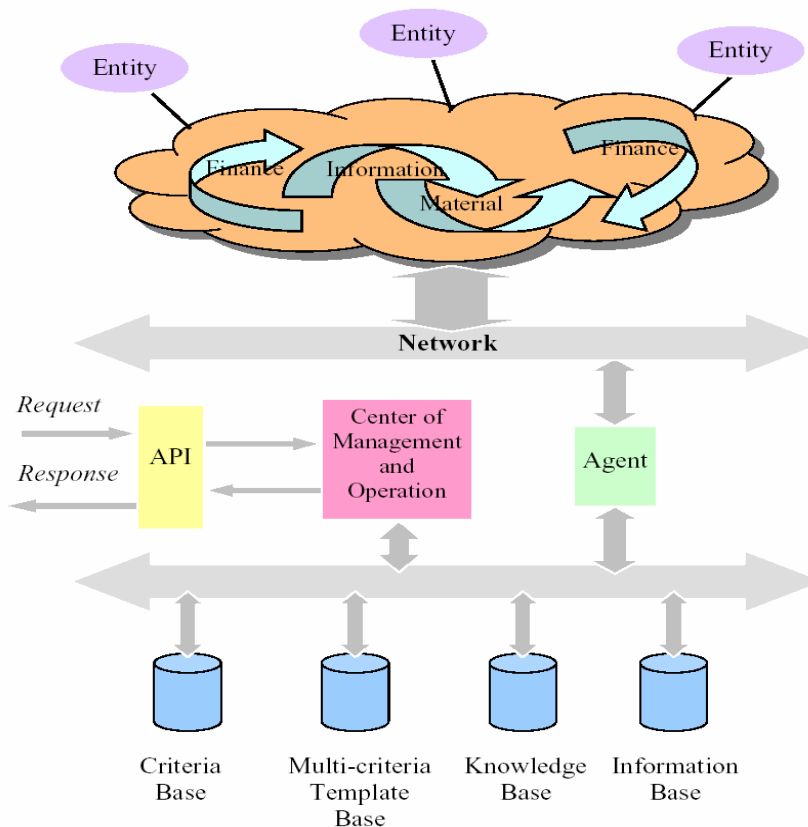 Entity
Entity
Entity
Finance
Information
Finance
Material
Network
Request
Response
API
Center of
Management
and
Operation
Agent
Criteria
Base
Multi-criteria
Template
Base
Knowledge
Base
Information
Base